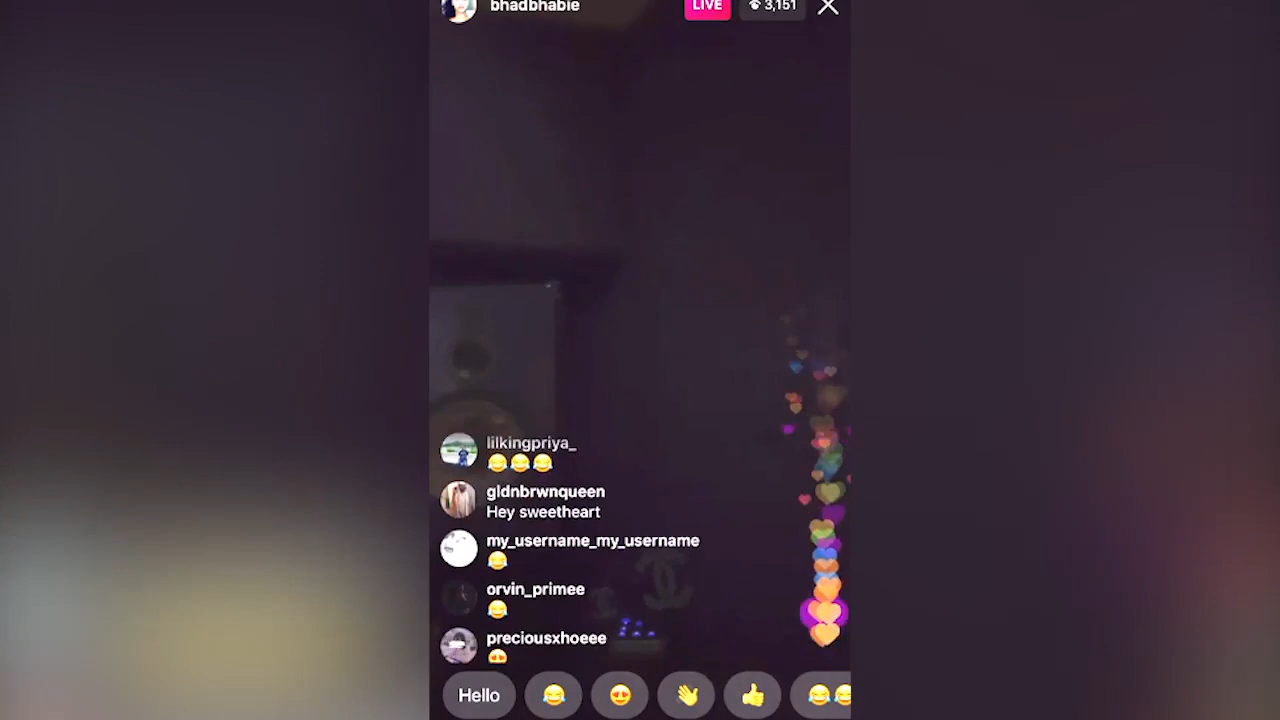 bhadbhabie
LIVE
3,151
lilkingpriya_
😂😂😂
gldnbrwnqueen
Hey sweetheart
my_username_my_username
😂
orvin_primee
😂
preciousxhoeee
😍
Hello 😂 😍 👋 👍 😂😂